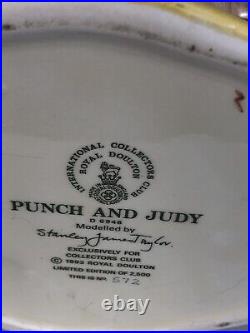 INTERNATIONAL COLLECTORS CLUB
ROYAL DOULTON
PUNCH AND JUDY
D 6946
Modelled by
Stanley James Taylor.
EXCLUSIVELY FOR
COLLECTORS CLUB
© 1993 ROYAL DOULTON
LIMITED EDITION OF 2,500
THIS IS Nº 572